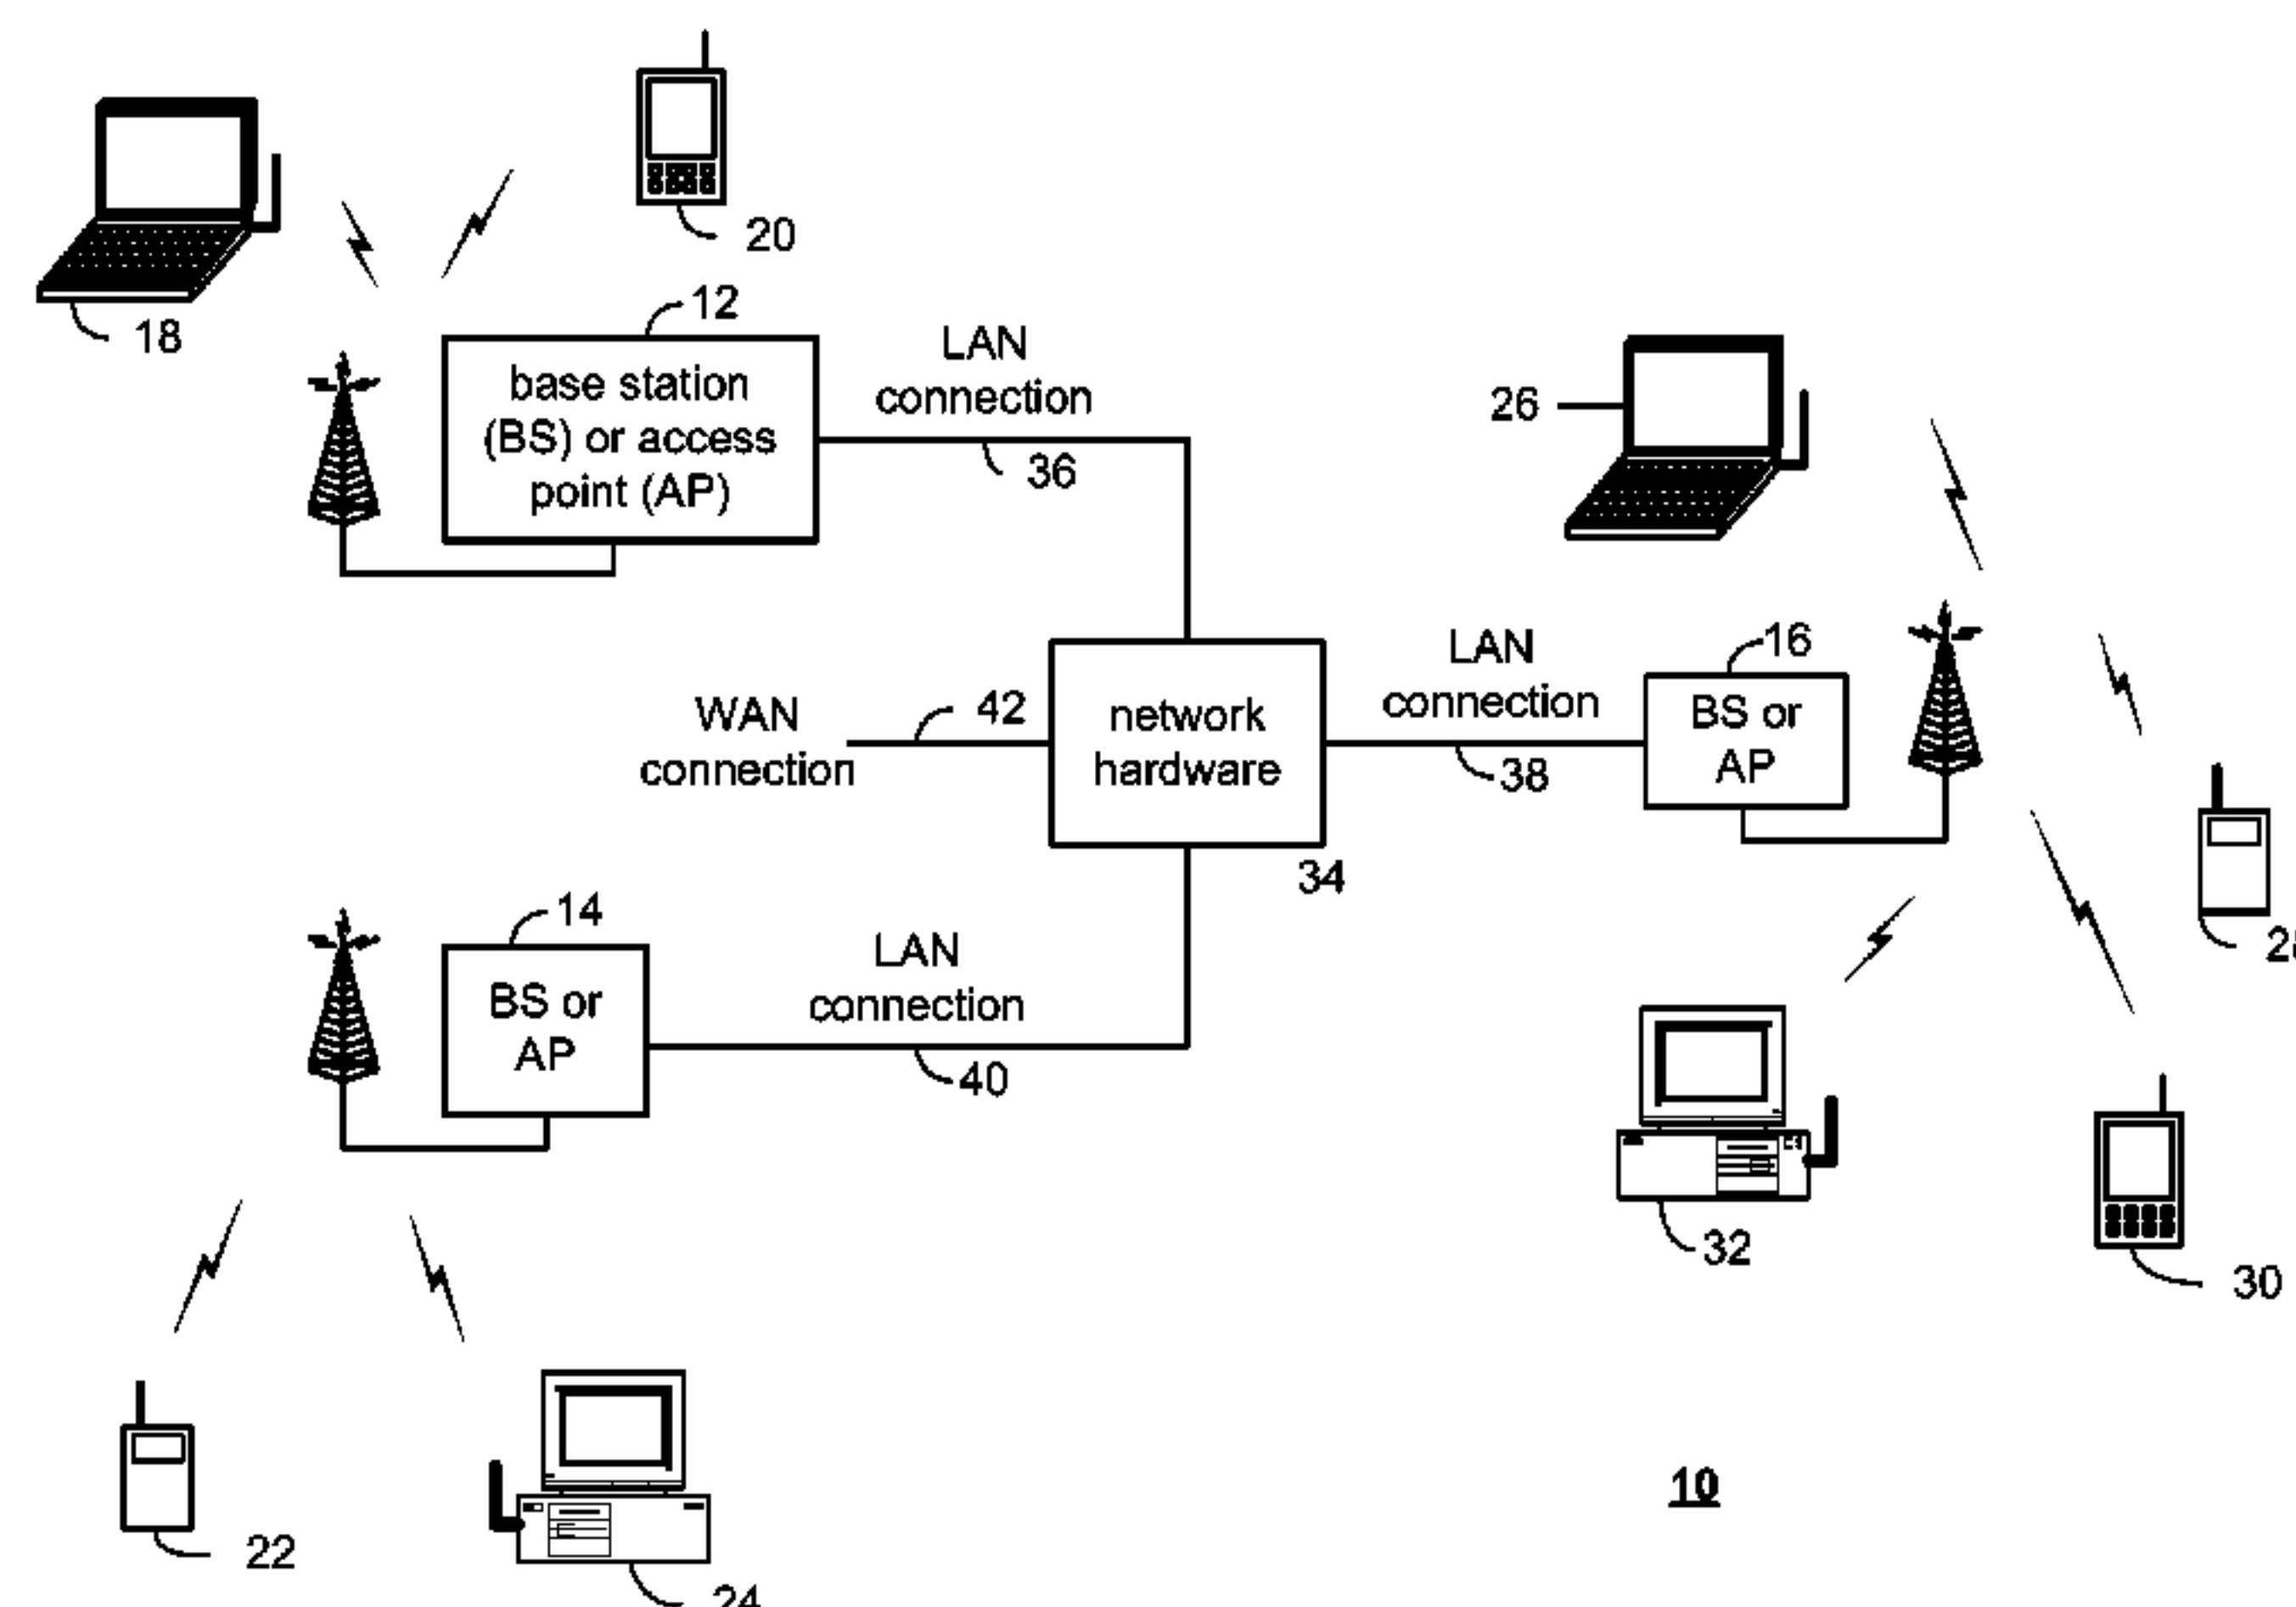 20
18
12
base station
(BS) or access
point (AP)
LAN
connection
36
26
16
BS or
AP
LAN
connection
38
WAN
connection
42
network
hardware
34
14
BS or
AP
LAN
connection
40
32
30
22
24
10